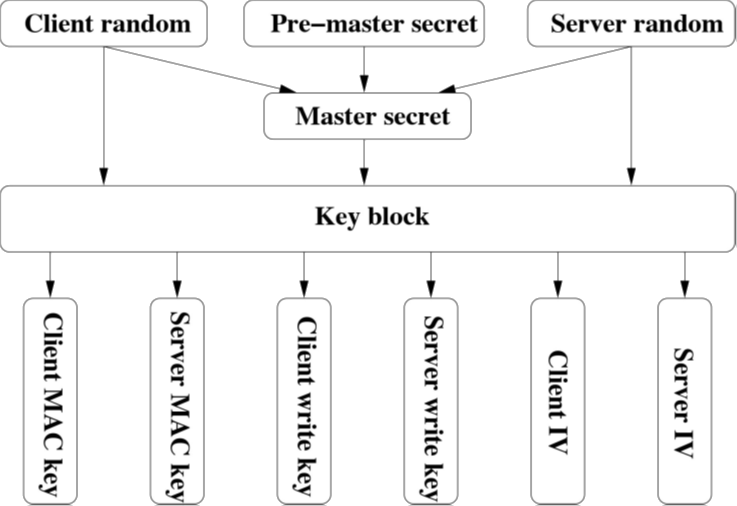 Client random
Pre−master secret
Server random
Master secret
Key block
Client MAC key
Server MAC key
Client write key
Server write key
Client IV
Server IV